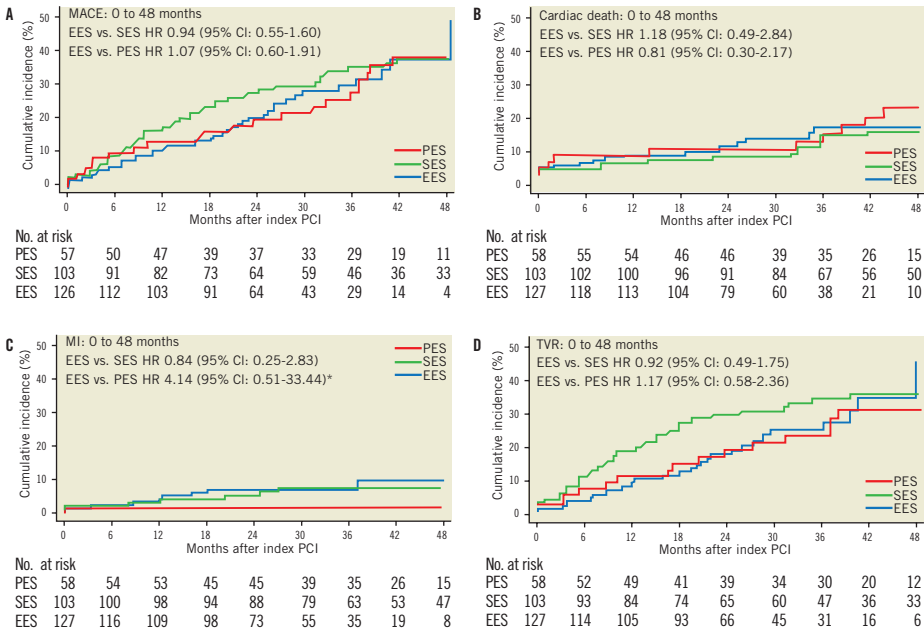 A
MACE: 0 to 48 months
EES vs. SES HR 0.94 (95% CI: 0.55-1.60)
EES vs. PES HR 1.07 (95% CI: 0.60-1.91)
Cumulative incidence (%)
50
40
30
20
10
0
PES
SES
EES
0 6 12 18 24 30 36 42 48
Months after index PCI
No. at risk
PES 57 50 47 39 37 33 29 19 11
SES 103 91 82 73 64 59 46 36 33
EES 126 112 103 91 64 43 29 14 4
B
Cardiac death: 0 to 48 months
EES vs. SES HR 1.18 (95% CI: 0.49-2.84)
EES vs. PES HR 0.81 (95% CI: 0.30-2.17)
Cumulative incidence (%)
50
40
30
20
10
0
PES
SES
EES
0 6 12 18 24 30 36 42 48
Months after index PCI
No. at risk
PES 58 55 54 46 46 39 35 26 15
SES 103 102 100 96 91 84 67 56 50
EES 127 118 113 104 79 60 38 21 10
C
MI: 0 to 48 months
EES vs. SES HR 0.84 (95% CI: 0.25-2.83)
EES vs. PES HR 4.14 (95% CI: 0.51-33.44)*
PES
SES
EES
Cumulative incidence (%)
50
40
30
20
10
0
0 6 12 18 24 30 36 42 48
Months after index PCI
No. at risk
PES 58 54 53 45 45 39 35 26 15
SES 103 100 98 94 88 79 63 53 47
EES 127 116 109 98 73 55 35 19 8
D
TVR: 0 to 48 months
EES vs. SES HR 0.92 (95% CI: 0.49-1.75)
EES vs. PES HR 1.17 (95% CI: 0.58-2.36)
Cumulative incidence (%)
50
40
30
20
10
0
PES
SES
EES
0 6 12 18 24 30 36 42 48
Months after index PCI
No. at risk
PES 58 52 49 41 39 34 30 20 12
SES 103 93 84 74 65 60 47 36 33
EES 127 114 105 93 66 45 31 16 6